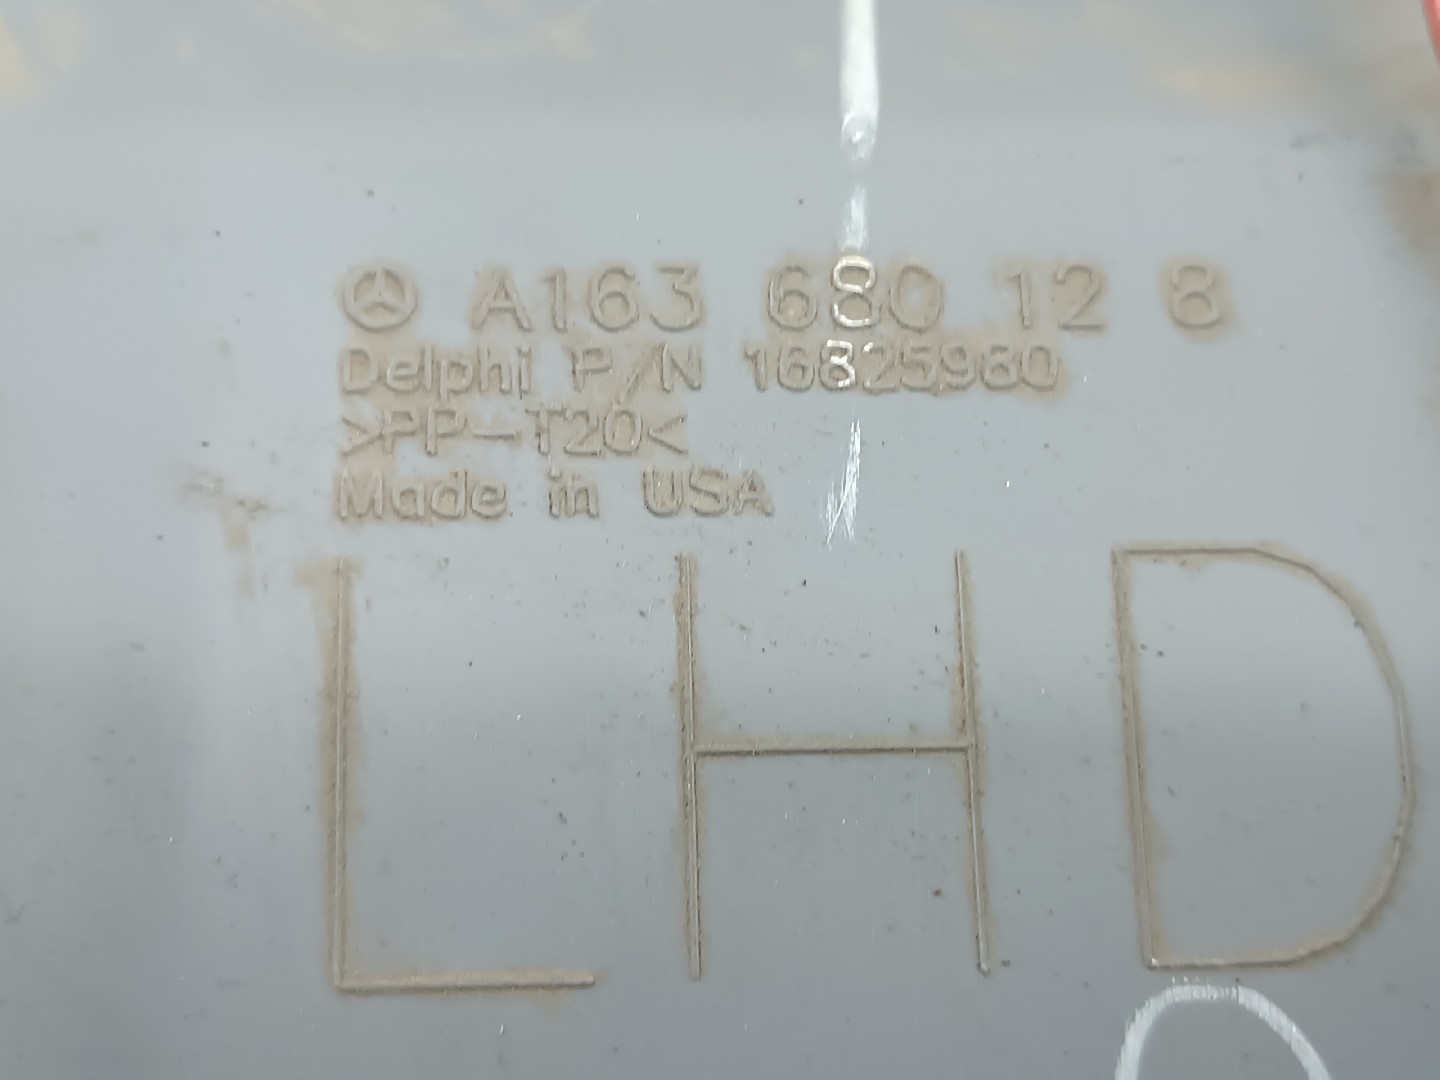 A163 680 12 8
Delphi P/N 16825980
>PP-T20<
Made in USA
LHD